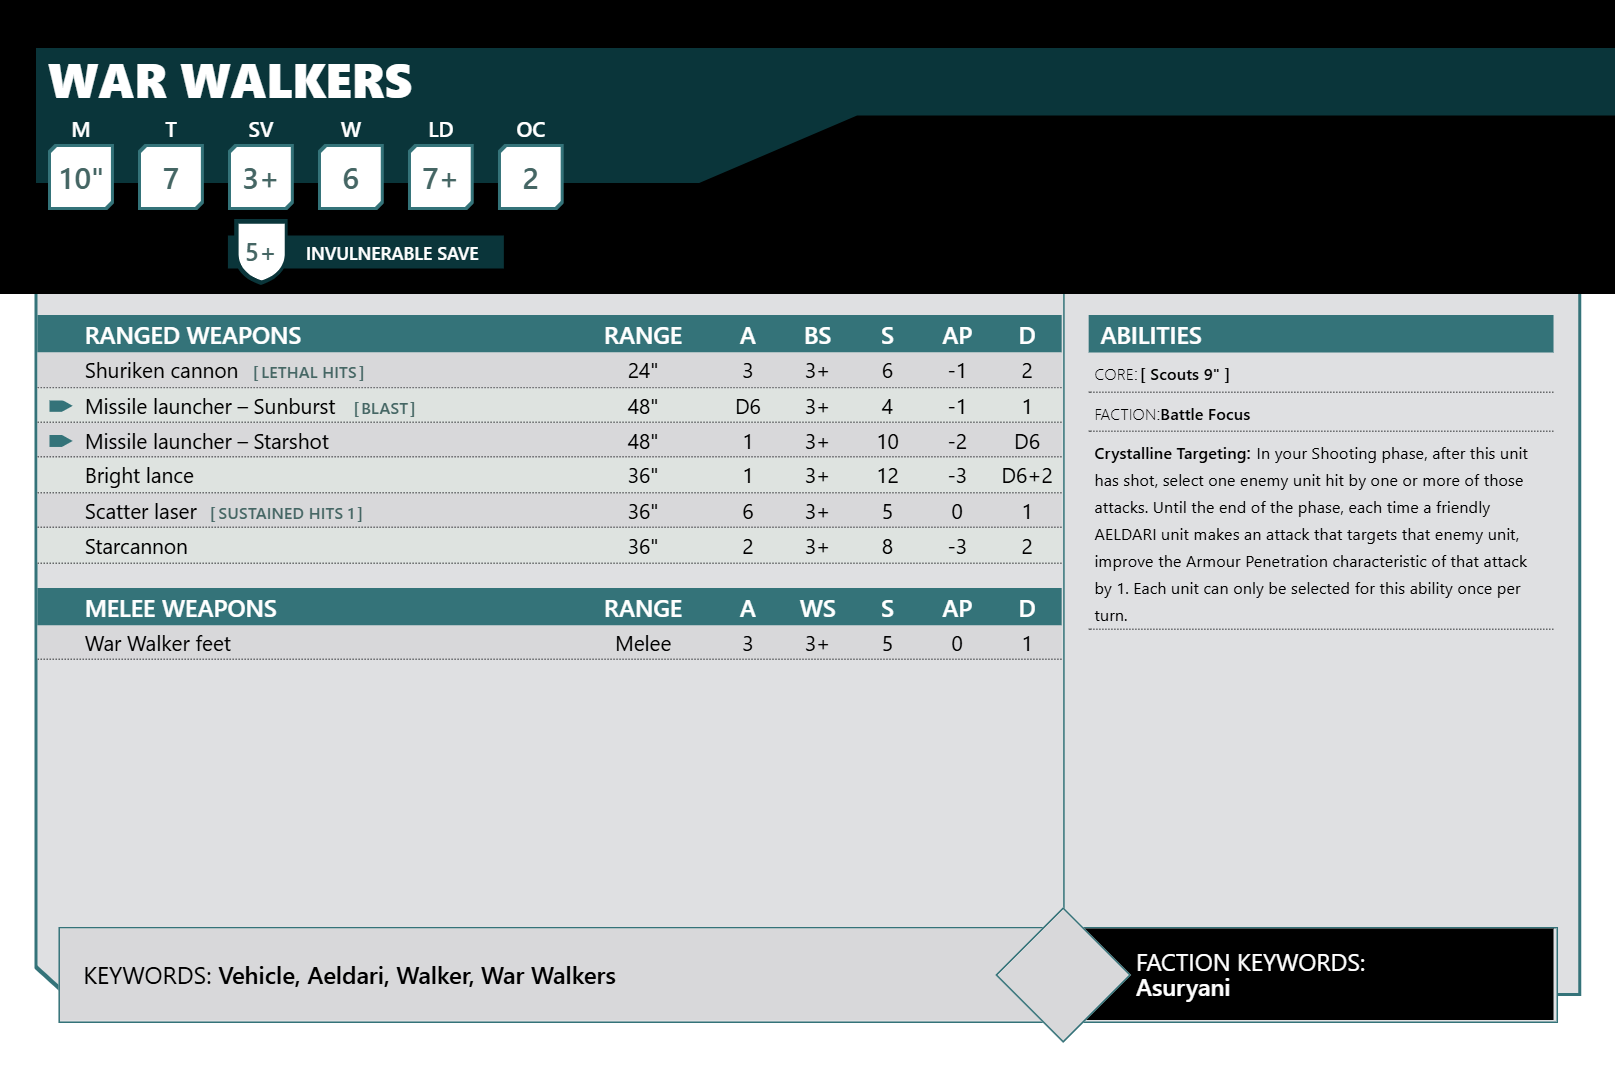 WAR WALKERS
M T SV W LD OC
10" 7 3+ 6 7+ 2
5+ INVULNERABLE SAVE
RANGED WEAPONS RANGE A BS S AP D
Shuriken cannon [LETHAL HITS] 24" 3 3+ 6 -1 2
Missile launcher – Sunburst [BLAST] 48" D6 3+ 4 -1 1
Missile launcher – Starshot 48" 1 3+ 10 -2 D6
Bright lance 36" 1 3+ 12 -3 D6+2
Scatter laser [SUSTAINED HITS 1] 36" 6 3+ 5 0 1
Starcannon 36" 2 3+ 8 -3 2
MELEE WEAPONS RANGE A WS S AP D
War Walker feet Melee 3 3+ 5 0 1
ABILITIES
CORE:[ Scouts 9" ]
FACTION:Battle Focus
Crystalline Targeting: In your Shooting phase, after this unit
has shot, select one enemy unit hit by one or more of those
attacks. Until the end of the phase, each time a friendly
AELDARI unit makes an attack that targets that enemy unit,
improve the Armour Penetration characteristic of that attack
by 1. Each unit can only be selected for this ability once per
turn.
KEYWORDS: Vehicle, Aeldari, Walker, War Walkers
FACTION KEYWORDS:
Asuryani